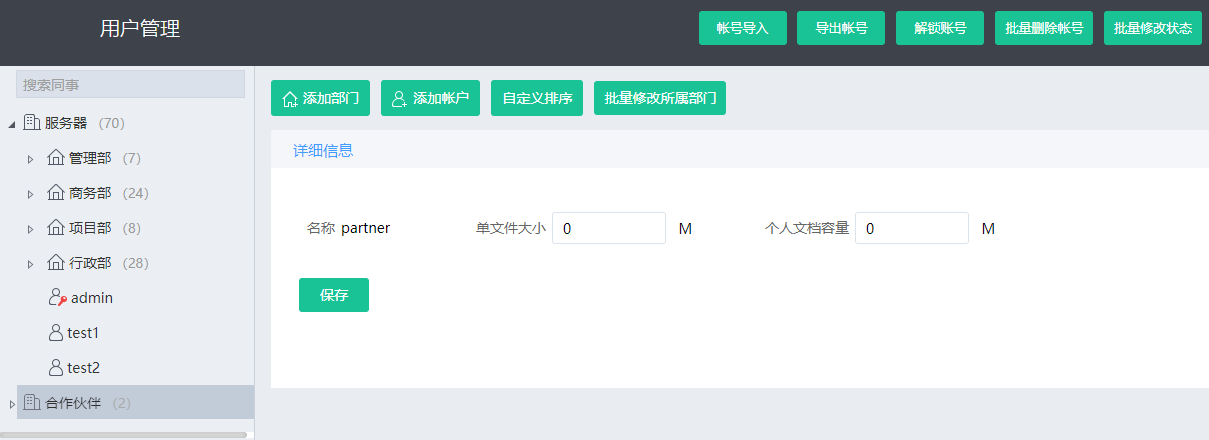 用户管理
帐号导入 导出帐号 解锁账号 批量删除帐号 批量修改状态
搜索同事
服务器 (70)
管理部 (7)
商务部 (24)
项目部 (8)
行政部 (28)
admin
test1
test2
合作伙伴 (2)
添加部门 添加帐户 自定义排序 批量修改所属部门
详细信息
名称 partner 单文件大小 0 M 个人文档容量 0 M
保存